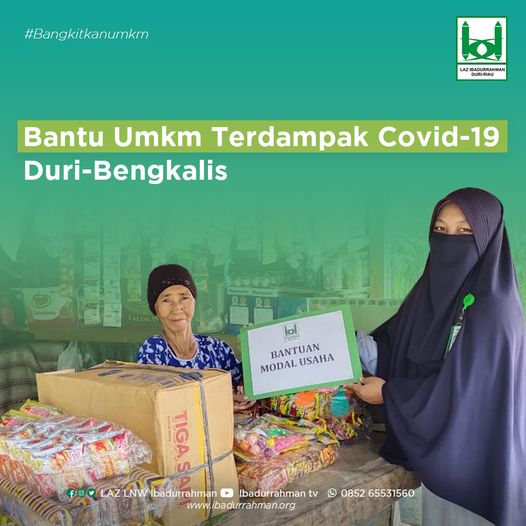 #Bangkitkanumkm
LAZ IBADURRAHMAN
DURI-RIAU
Bantu Umkm Terdampak Covid-19
Duri-Bengkalis
BANTUAN
MODAL USAHA
TIGA
LAZ LNW Ibadurrahman Ibadurrahman tv 0852 65531560
www.ibadurrahman.org